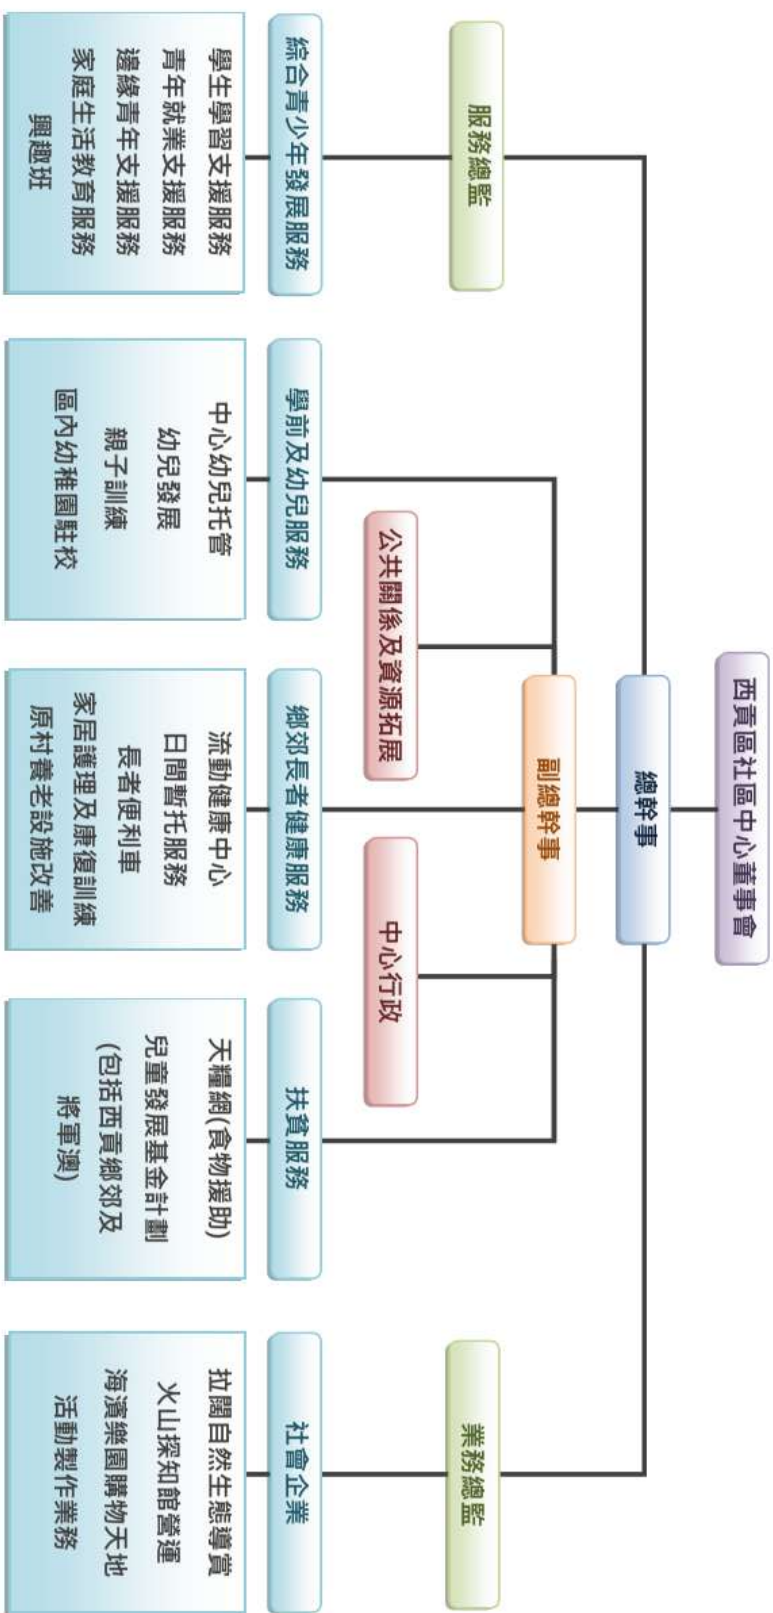 西貢區社區中心董事會
總幹事
副總幹事
服務總監
業務總監
公共關係及資源拓展
中心行政
綜合青少年發展服務
學生學習支援服務
青年就業支援服務
邊緣青年支援服務
家庭生活教育服務
興趣班
學前及幼兒服務
中心幼兒托管
幼兒發展
親子訓練
區內幼稚園駐校
鄉郊長者健康服務
流動健康中心
日間暫托服務
長者便利車
家居護理及康復訓練
原村養老設施改善
扶貧服務
天糧網(食物援助)
兒童發展基金計劃
(包括西貢鄉郊及
將軍澳)
社會企業
拉闊自然生態導賞
火山探知館營運
海濱樂園購物天地
活動製作業務